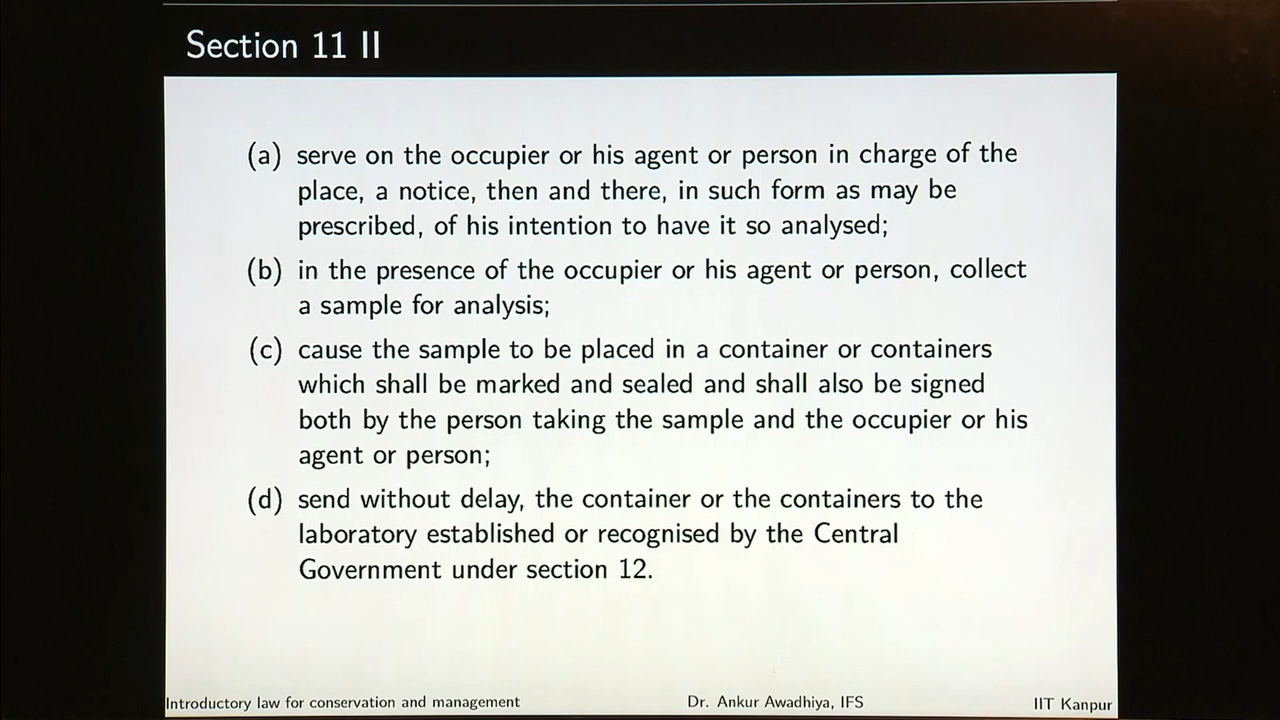 Section 11 II
(a) serve on the occupier or his agent or person in charge of the
place, a notice, then and there, in such form as may be
prescribed, of his intention to have it so analysed;
(b) in the presence of the occupier or his agent or person, collect
a sample for analysis;
(c) cause the sample to be placed in a container or containers
which shall be marked and sealed and shall also be signed
both by the person taking the sample and the occupier or his
agent or person;
(d) send without delay, the container or the containers to the
laboratory established or recognised by the Central
Government under section 12.
Introductory law for conservation and management Dr. Ankur Awadhiya, IFS IIT Kanpur